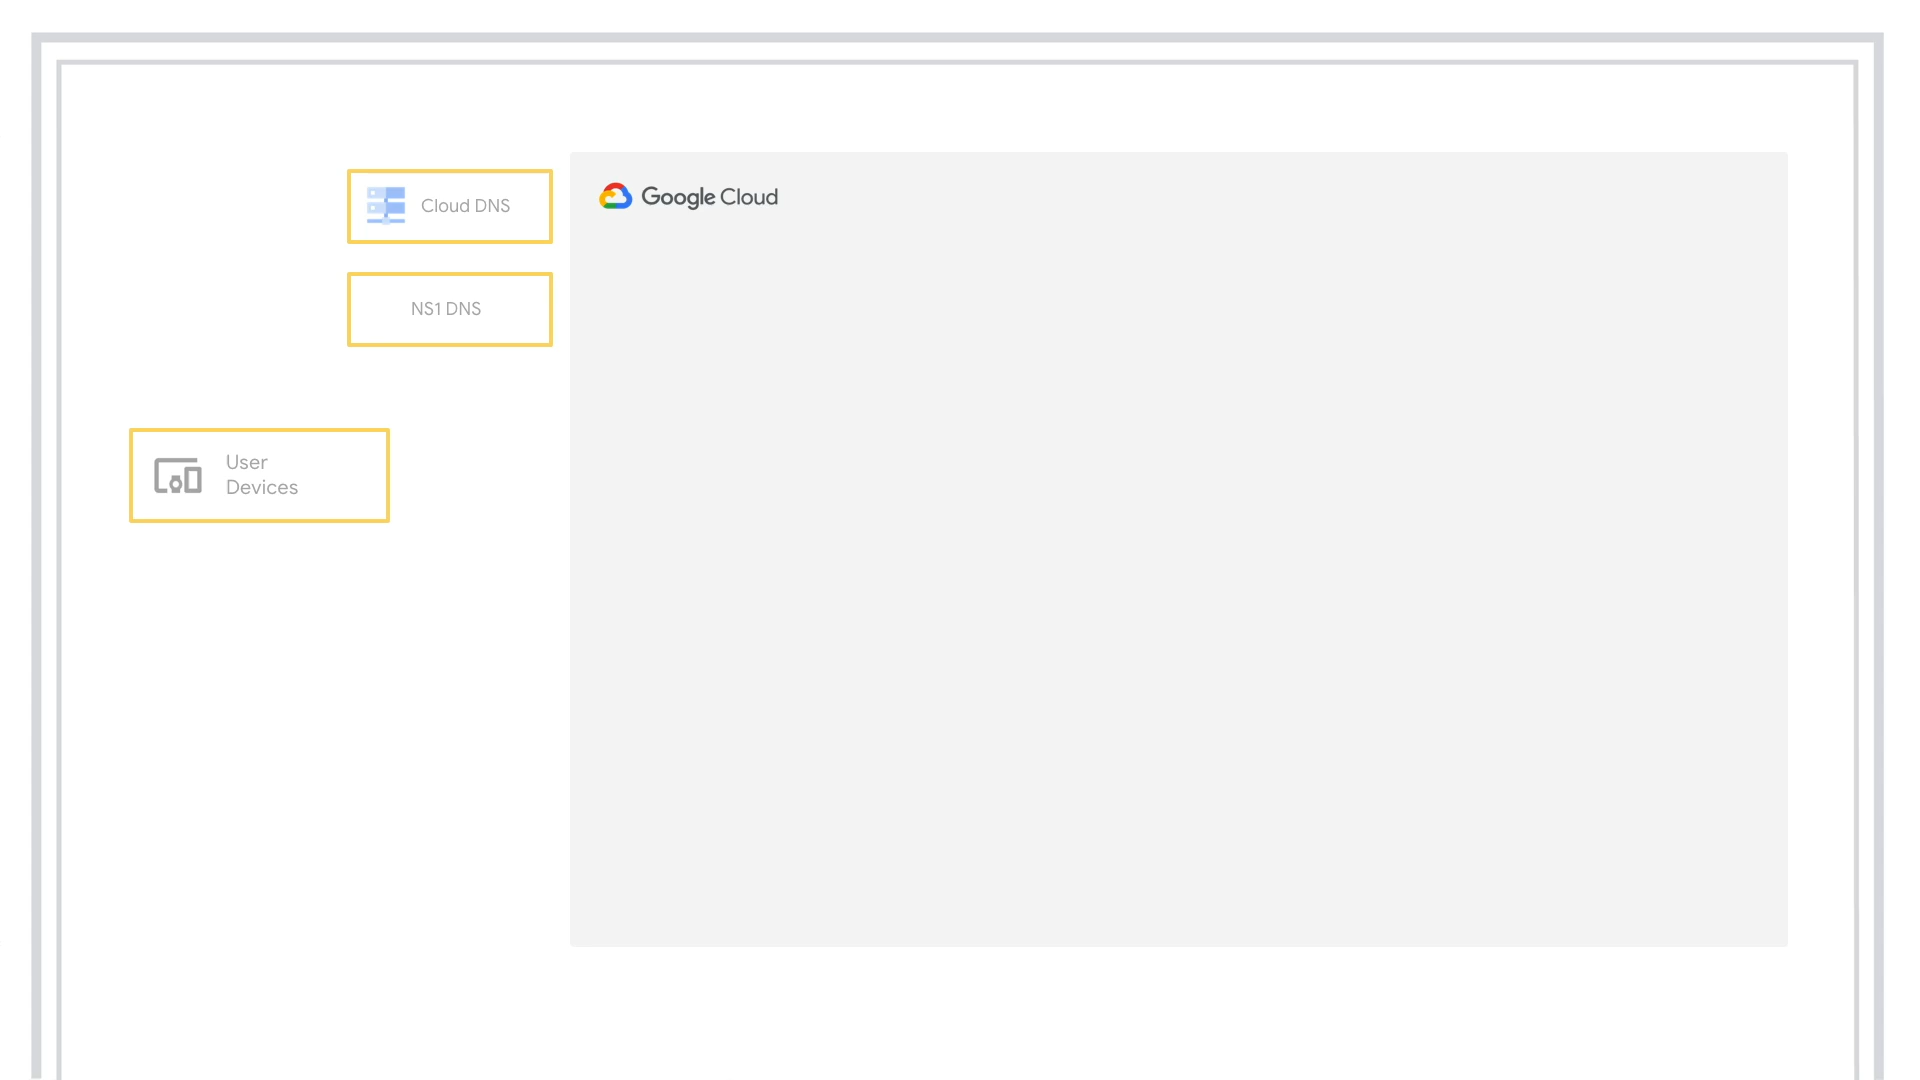 Cloud DNS
Google Cloud
NS1 DNS
User
Devices